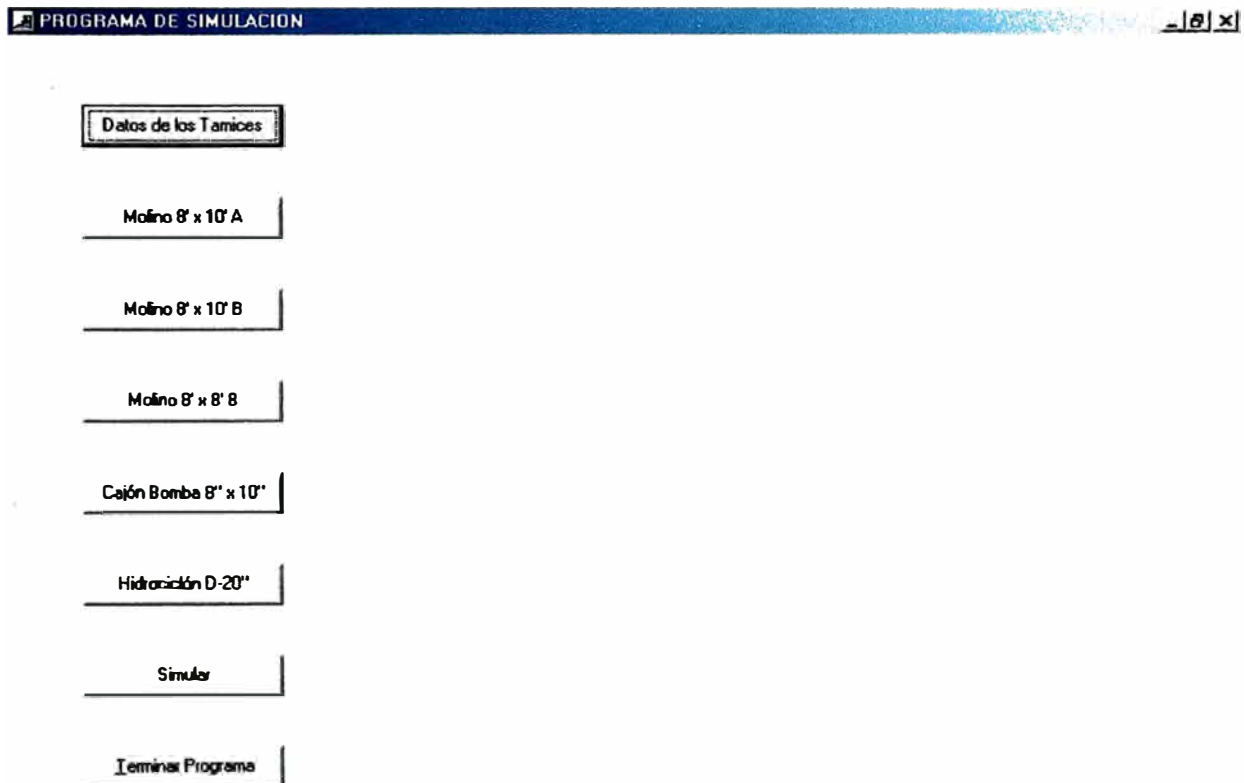 PROGRAMA DE SIMULACION
Datos de los Tamices
Molino 8' x 10' A
Molino 8' x 10' B
Molino 8' x 8' 8
Cajón Bomba 8'' x 10''
Hidrociclón D-20''
Simular
Terminar Programa